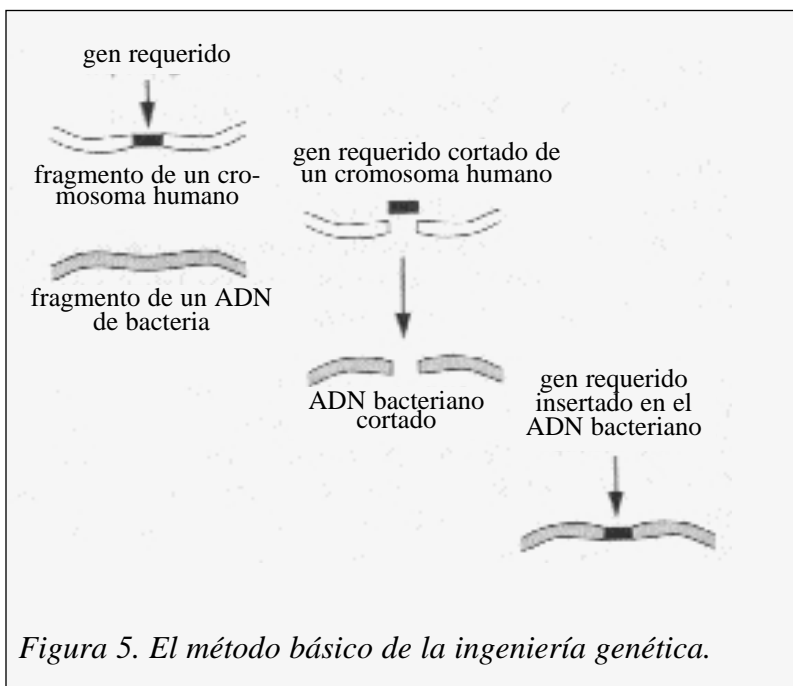 gen requerido
fragmento de un cro-
mosoma humano
fragmento de un ADN
de bacteria
gen requerido cortado de
un cromosoma humano
ADN bacteriano
cortado
gen requerido
insertado en el
ADN bacteriano
Figura 5. El método básico de la ingeniería genética.